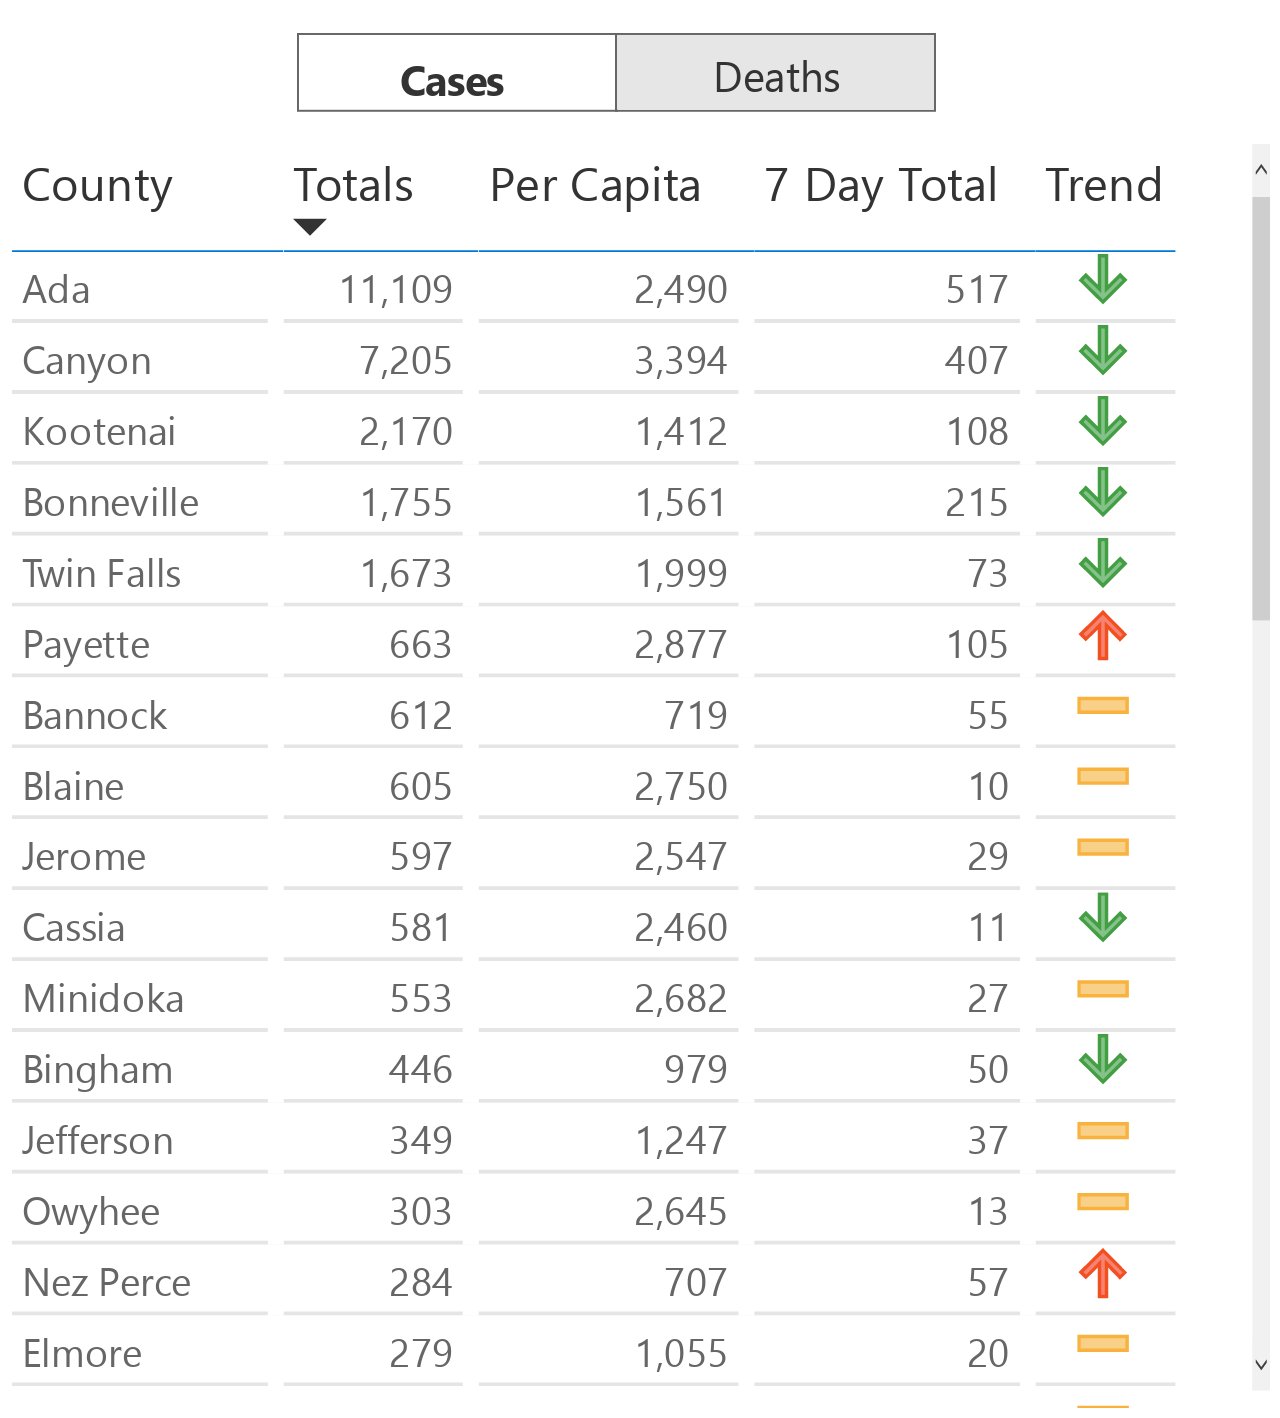 Cases Deaths
County Totals Per Capita 7 Day Total Trend
Ada 11,109 2,490 517
Canyon 7,205 3,394 407
Kootenai 2,170 1,412 108
Bonneville 1,755 1,561 215
Twin Falls 1,673 1,999 73
Payette 663 2,877 105
Bannock 612 719 55
Blaine 605 2,750 10
Jerome 597 2,547 29
Cassia 581 2,460 11
Minidoka 553 2,682 27
Bingham 446 979 50
Jefferson 349 1,247 37
Owyhee 303 2,645 13
Nez Perce 284 707 57
Elmore 279 1,055 20